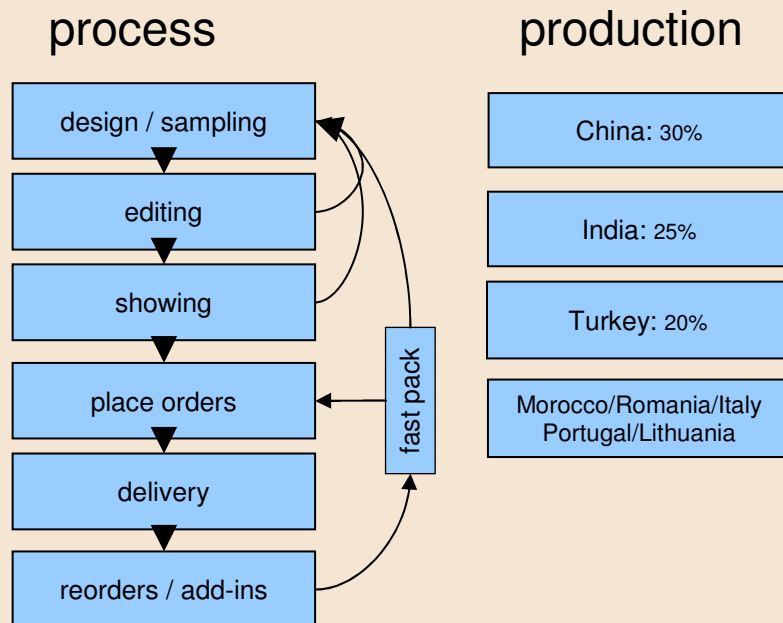 process
design / sampling
editing
showing
place orders
delivery
reorders / add-ins
fast pack
production
China: 30%
India: 25%
Turkey: 20%
Morocco/Romania/Italy
Portugal/Lithuania